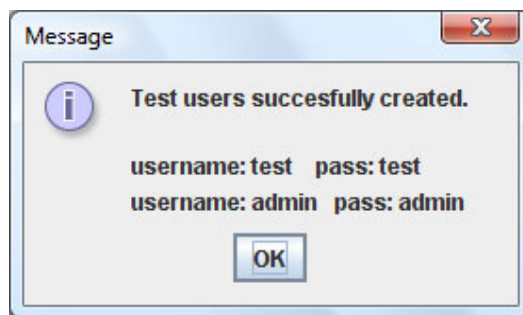 Message
Test users succesfully created.
username: test pass: test
username: admin pass: admin
OK